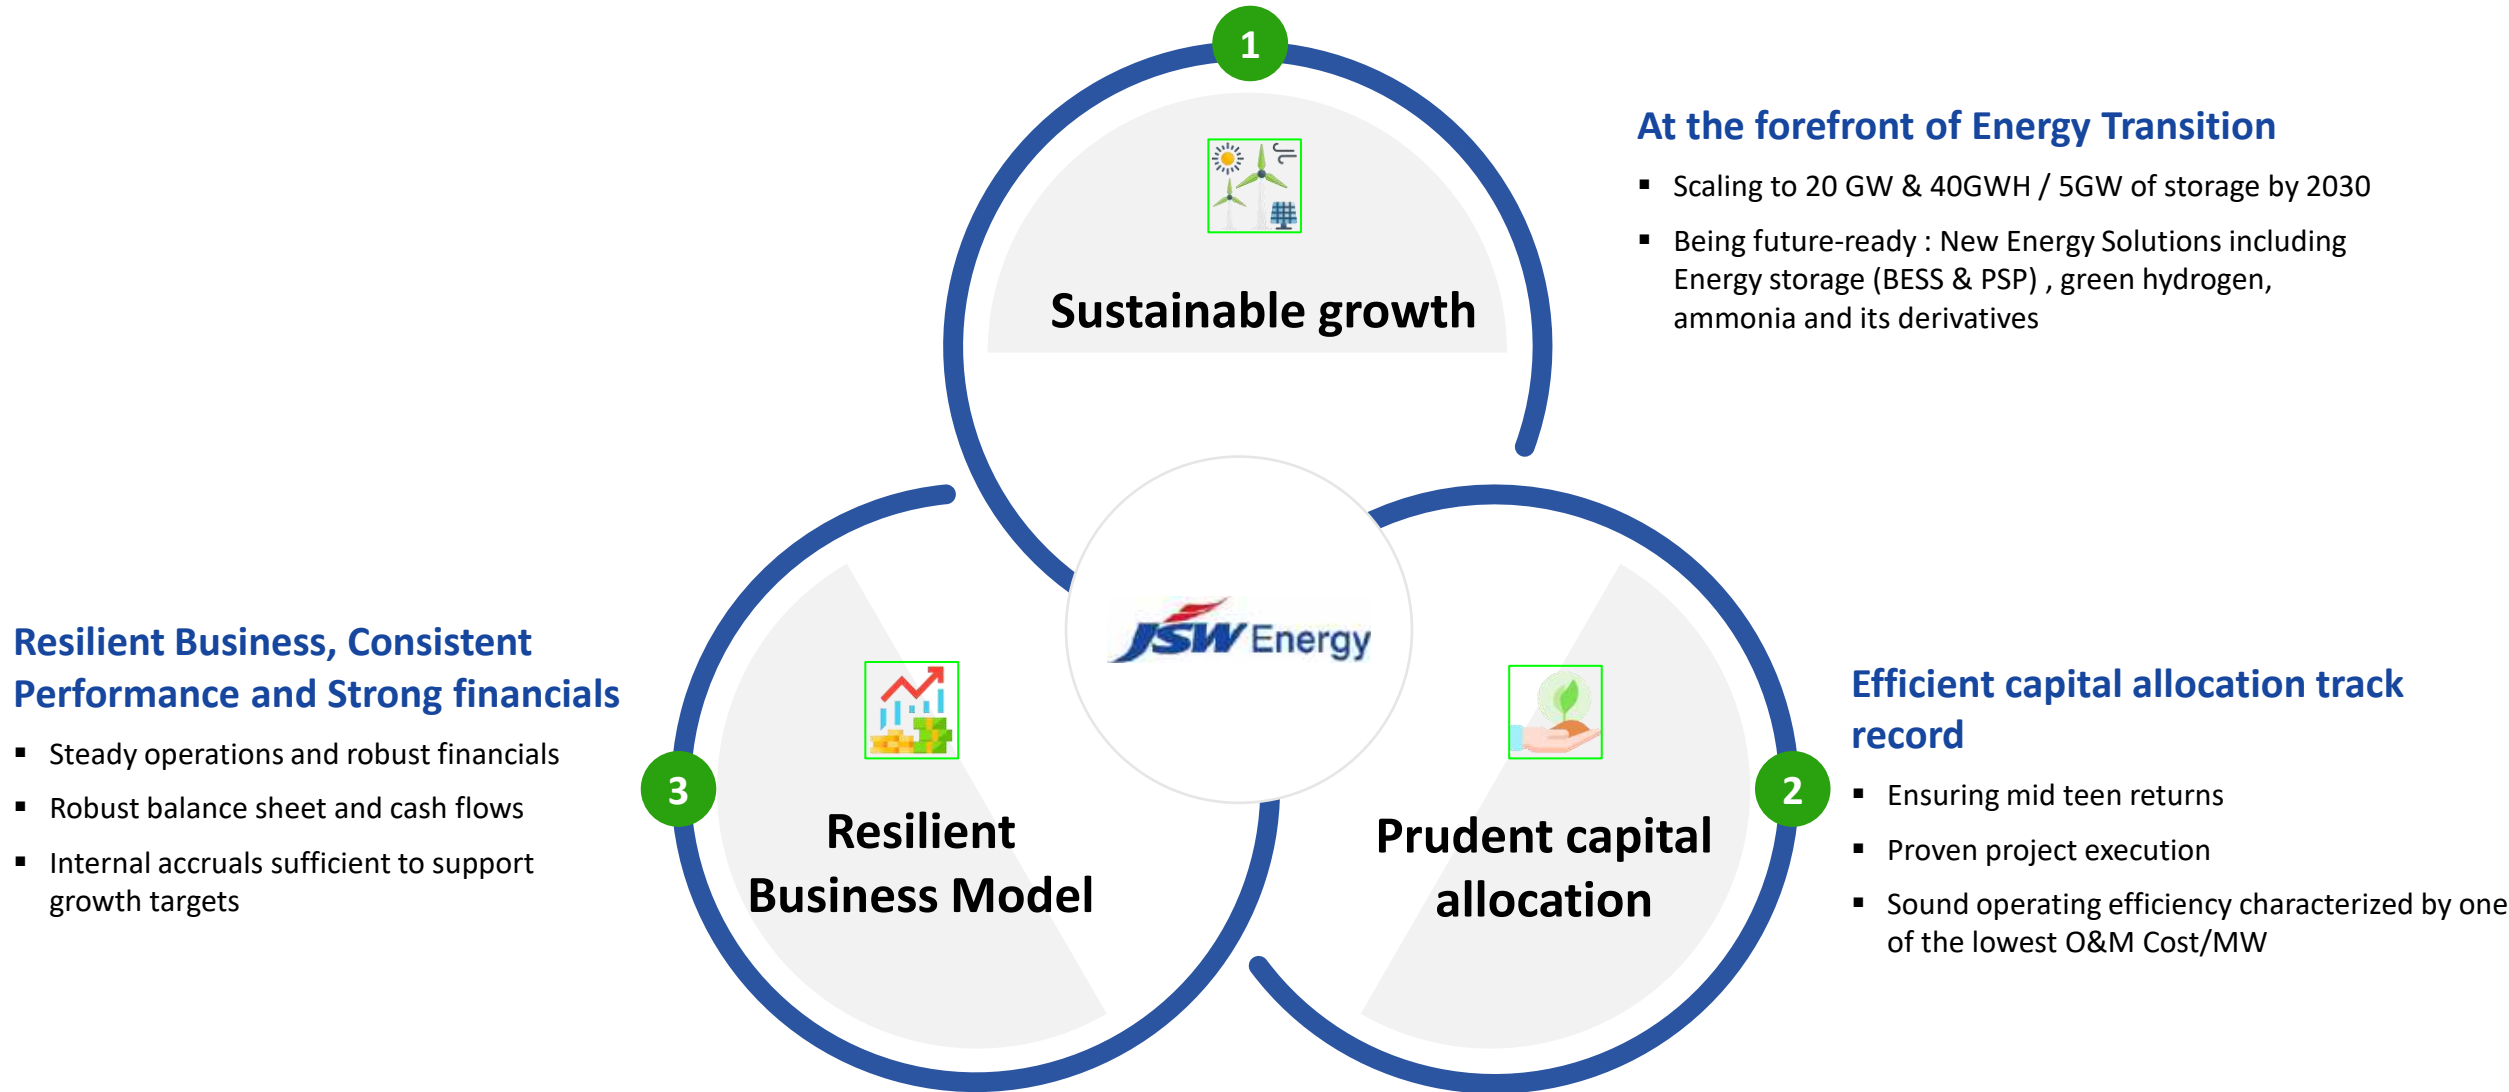 1
Sustainable growth
At the forefront of Energy Transition
▪ Scaling to 20 GW & 40GWH / 5GW of storage by 2030
▪ Being future-ready : New Energy Solutions including
Energy storage (BESS & PSP) , green hydrogen,
ammonia and its derivatives
JSW Energy
2
Prudent capital
allocation
Efficient capital allocation track
record
▪ Ensuring mid teen returns
▪ Proven project execution
▪ Sound operating efficiency characterized by one
of the lowest O&M Cost/MW
3
Resilient
Business Model
Resilient Business, Consistent
Performance and Strong financials
▪ Steady operations and robust financials
▪ Robust balance sheet and cash flows
▪ Internal accruals sufficient to support
growth targets